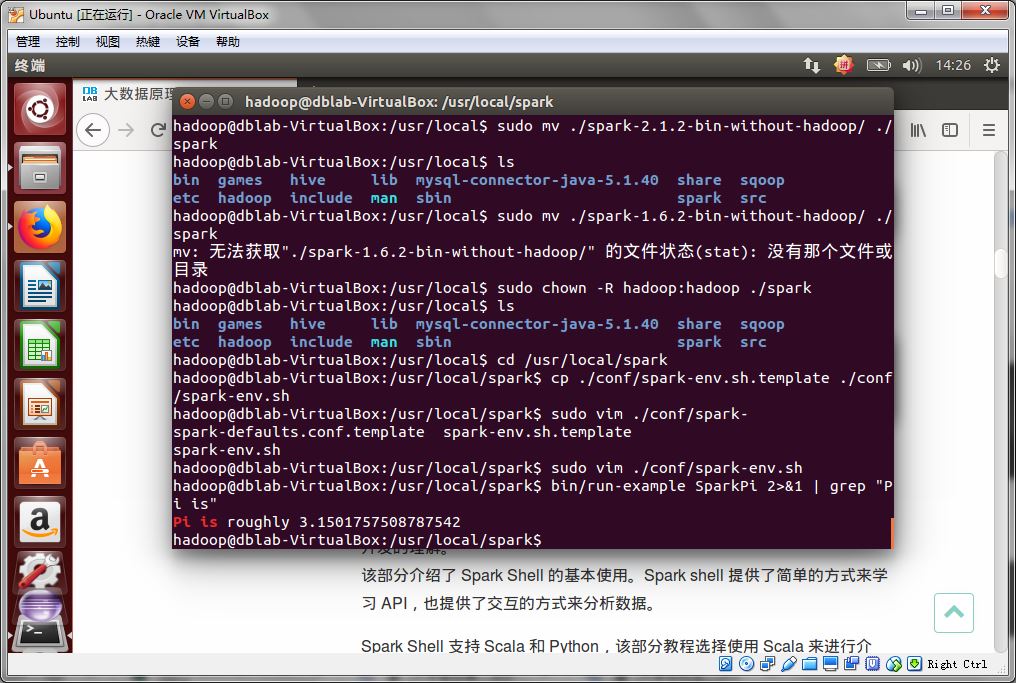 Ubuntu [正在运行] - Oracle VM VirtualBox
管理 控制 视图 热键 设备 帮助
终端 拼 14:26
DB LAB 大数据原理
hadoop@dblab-VirtualBox: /usr/local/spark
hadoop@dblab-VirtualBox:/usr/local$ sudo mv ./spark-2.1.2-bin-without-hadoop/ ./
spark
hadoop@dblab-VirtualBox:/usr/local$ ls
bin games hive lib mysql-connector-java-5.1.40 share sqoop
etc hadoop include man sbin spark src
hadoop@dblab-VirtualBox:/usr/local$ sudo mv ./spark-1.6.2-bin-without-hadoop/ ./
spark
mv: 无法获取"./spark-1.6.2-bin-without-hadoop/" 的文件状态(stat): 没有那个文件或
目录
hadoop@dblab-VirtualBox:/usr/local$ sudo chown -R hadoop:hadoop ./spark
hadoop@dblab-VirtualBox:/usr/local$ ls
bin games hive lib mysql-connector-java-5.1.40 share sqoop
etc hadoop include man sbin spark src
hadoop@dblab-VirtualBox:/usr/local$ cd /usr/local/spark
hadoop@dblab-VirtualBox:/usr/local/spark$ cp ./conf/spark-env.sh.template ./conf
/spark-env.sh
hadoop@dblab-VirtualBox:/usr/local/spark$ sudo vim ./conf/spark-
spark-defaults.conf.template spark-env.sh.template
spark-env.sh
hadoop@dblab-VirtualBox:/usr/local/spark$ sudo vim ./conf/spark-env.sh
hadoop@dblab-VirtualBox:/usr/local/spark$ bin/run-example SparkPi 2>&1 | grep "P
i is"
Pi is roughly 3.1501757508787542
hadoop@dblab-VirtualBox:/usr/local/spark$
开发的理解。
该部分介绍了 Spark Shell 的基本使用。Spark shell 提供了简单的方式来学
习 API，也提供了交互的方式来分析数据。
Spark Shell 支持 Scala 和 Python，该部分教程选择使用 Scala 来进行介
Right Ctrl